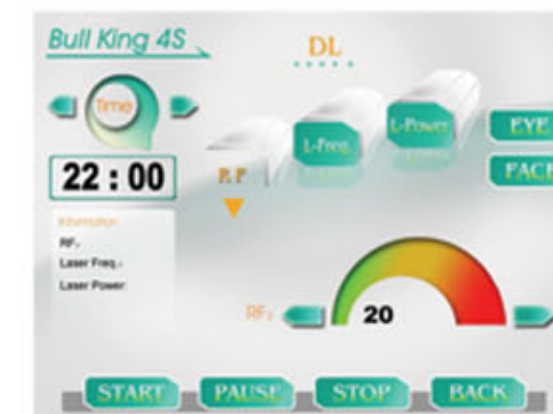 Bull King 4S
DL
Time
L-Freq.
L-Power
EYE
FACE
22 : 00
RF
Information
RF:
Laser Freq.:
Laser Power:
RF:
20
START
PAUSE
STOP
BACK